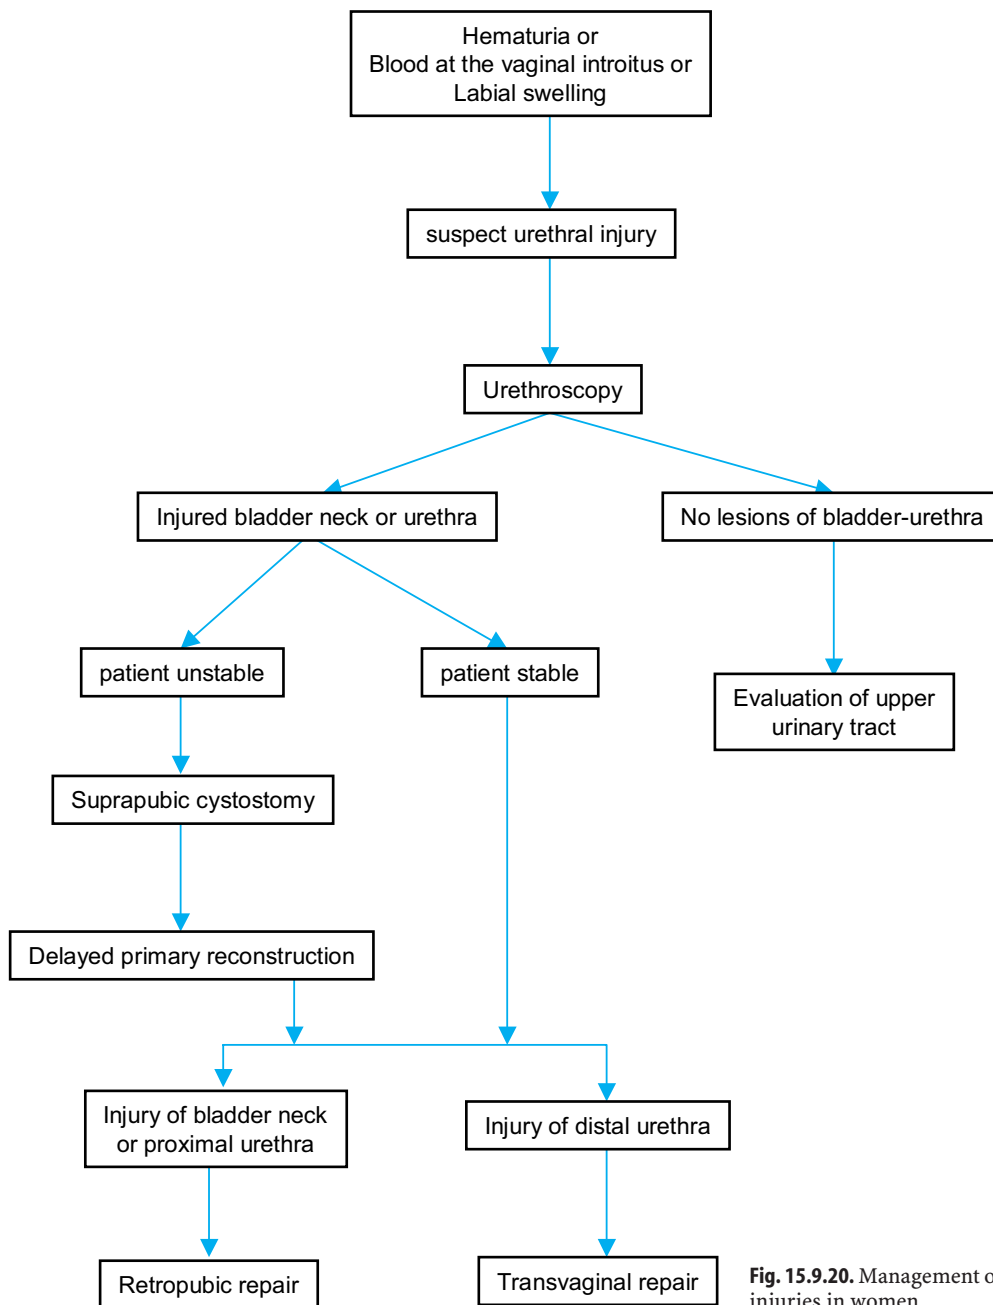 Hematuria or
Blood at the vaginal introitus or
Labial swelling
suspect urethral injury
Urethroscopy
Injured bladder neck or urethra
No lesions of bladder-urethra
patient unstable
patient stable
Evaluation of upper
urinary tract
Suprapubic cystostomy
Delayed primary reconstruction
Injury of bladder neck
or proximal urethra
Injury of distal urethra
Retropubic repair
Transvaginal repair
Fig. 15.9.20. Management
injuries in women